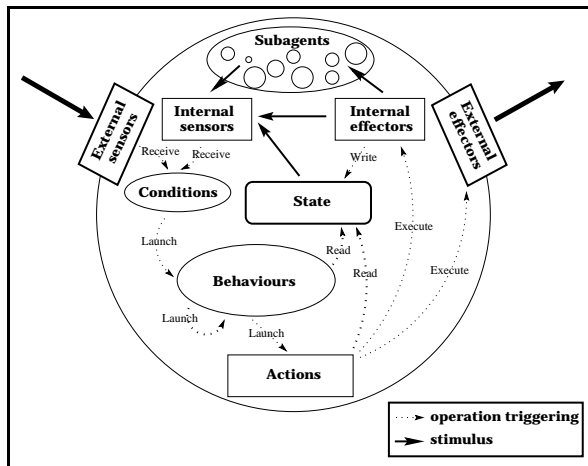 Subagents
External
sensors
Internal
sensors
Internal
effectors
External
effectors
Receive
Receive
Write
Conditions
State
Launch
Execute
Read
Behaviours
Read
Execute
Launch
Launch
Actions
operation triggering
stimulus